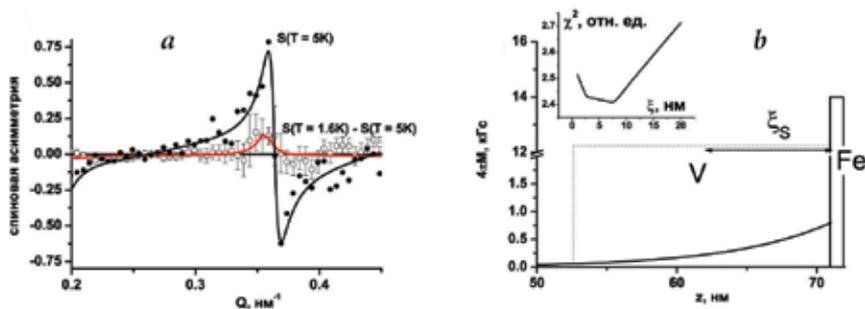 a
S(T = 5K)
S(T = 1.6K) - S(T = 5K)
спиновая асимметрия
0.75
0.50
0.25
0.00
-0.25
-0.50
-0.75
0.2
0.3
0.4
Q, нм⁻¹
b
χ², отн. ед.
2.7
2.6
2.5
2.4
0
5
10
15
20
ξ, нм
4πM, кГс
16
14
12
1.5
1.0
0.5
0.0
ξS
V
Fe
50
60
70
z, нм